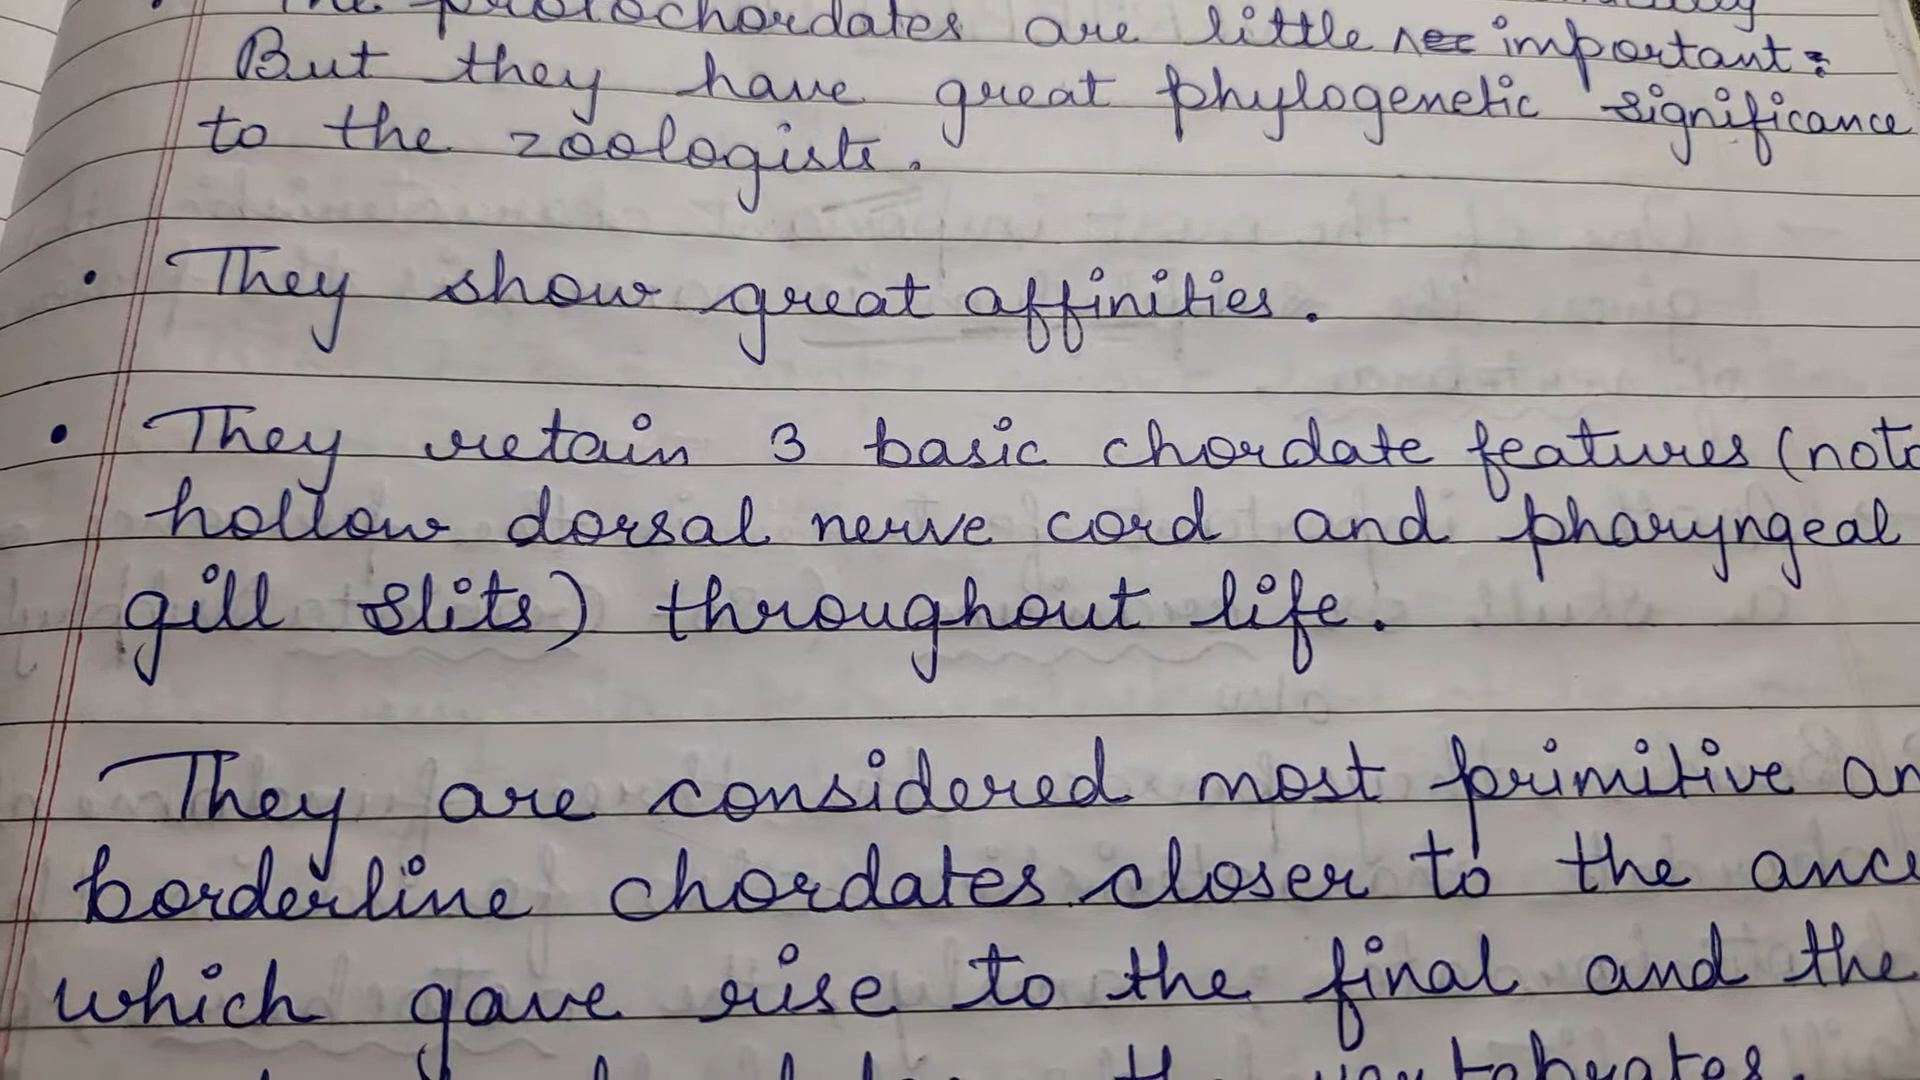 The protochordates are little important.
But they have great phylogenetic significance
to the zoologists.
• They show great affinities.
• They retain 3 basic chordate features (noto
hollow dorsal nerve cord and pharyngeal
gill slits) throughout life.
They are considered most primitive an
borderline chordates closer to the ance
which gave rise to the final and the
vertebrates.